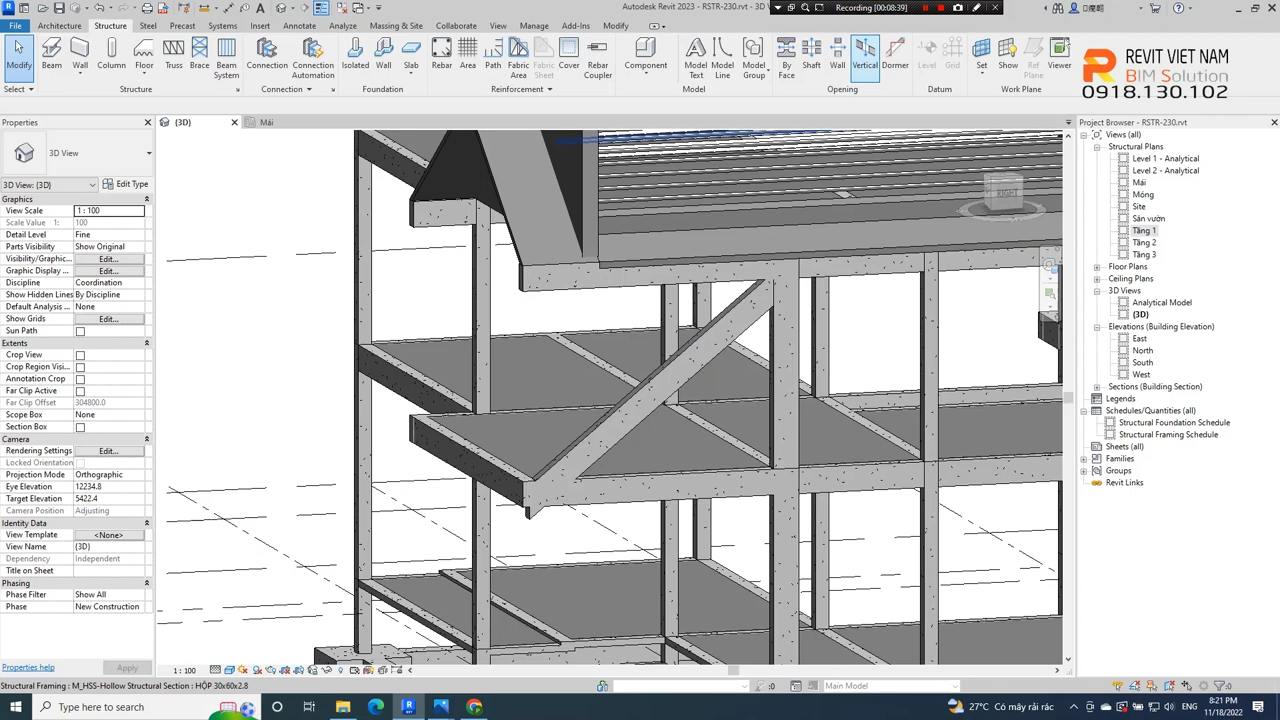 Autodesk Revit 2023 - RSTR-230.rvt - 3D V
Recording [00:08:39]
File Architecture Structure Steel Precast Systems Insert Annotate Analyze Massing & Site Collaborate View Manage Add-Ins Modify
Modify Beam Wall Column Floor Truss Brace Beam System Connection Connection Automation Isolated Wall Slab Rebar Area Path Fabric Area Fabric Sheet Cover Rebar Coupler Component Model Text Model Line Model Group By Face Shaft Wall Vertical Dormer Level Grid Set Show Ref Plane Viewer
Select Structure Connection Foundation Reinforcement Model Opening Datum Work Plane
REVIT VIET NAM
BIM Solution
0918.130.102
Properties
(3D) Mái
Project Browser - RSTR-230.rvt
3D View
3D View: (3D) Edit Type
Graphics
View Scale 1 : 100
Scale Value 1: 100
Detail Level Fine
Parts Visibility Show Original
Visibility/Graphic... Edit...
Graphic Display ... Edit...
Discipline Coordination
Show Hidden Lines By Discipline
Default Analysis ... None
Show Grids Edit...
Sun Path
Extents
Crop View
Crop Region Visi...
Annotation Crop
Far Clip Active
Far Clip Offset 304800.0
Scope Box None
Section Box
Camera
Rendering Settings Edit...
Locked Orientation
Projection Mode Orthographic
Eye Elevation 12234.8
Target Elevation 5422.4
Camera Position Adjusting
Identity Data
View Template <None>
View Name (3D)
Dependency Independent
Title on Sheet
Phasing
Phase Filter Show All
Phase New Construction
Properties help Apply
RIGHT
Views (all)
Structural Plans
Level 1 - Analytical
Level 2 - Analytical
Mái
Móng
Site
Sân vườn
Tầng 1
Tầng 2
Tầng 3
Floor Plans
Ceiling Plans
3D Views
Analytical Model
(3D)
Elevations (Building Elevation)
East
North
South
West
Sections (Building Section)
Legends
Schedules/Quantities (all)
Structural Foundation Schedule
Structural Framing Schedule
Sheets (all)
Families
Groups
Revit Links
1 : 100
Structural Framing : M_HSS-Hollow Structural Section : HỘP 30x60x2.8
:0 Main Model :0
Type here to search
27°C Có mây rải rác
ENG
8:21 PM
11/18/2022